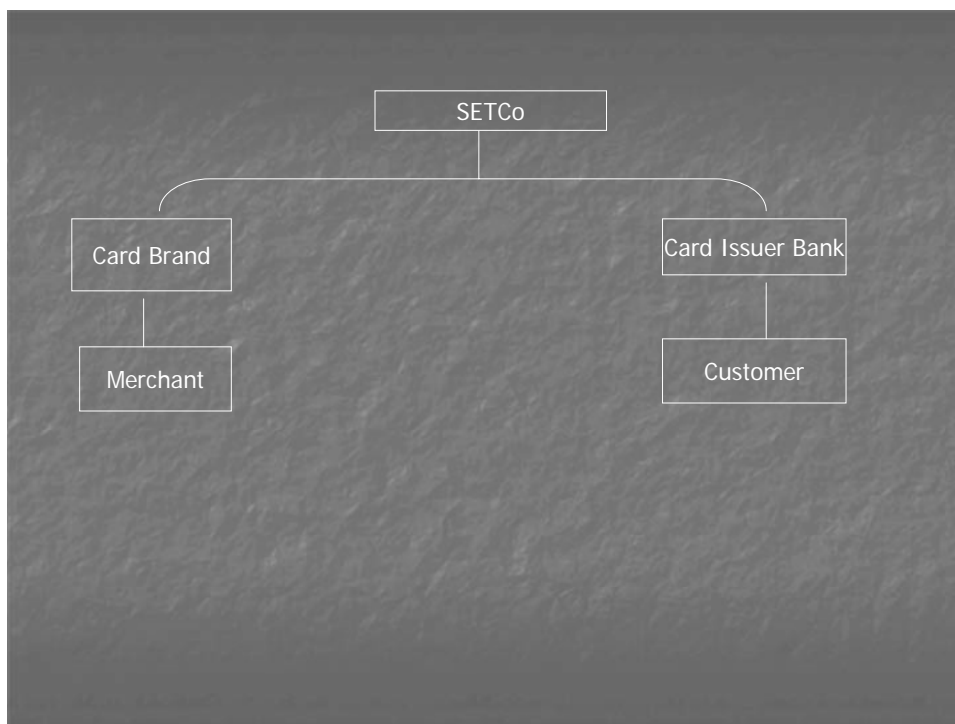 SETCo
Card Brand
Card Issuer Bank
Merchant
Customer